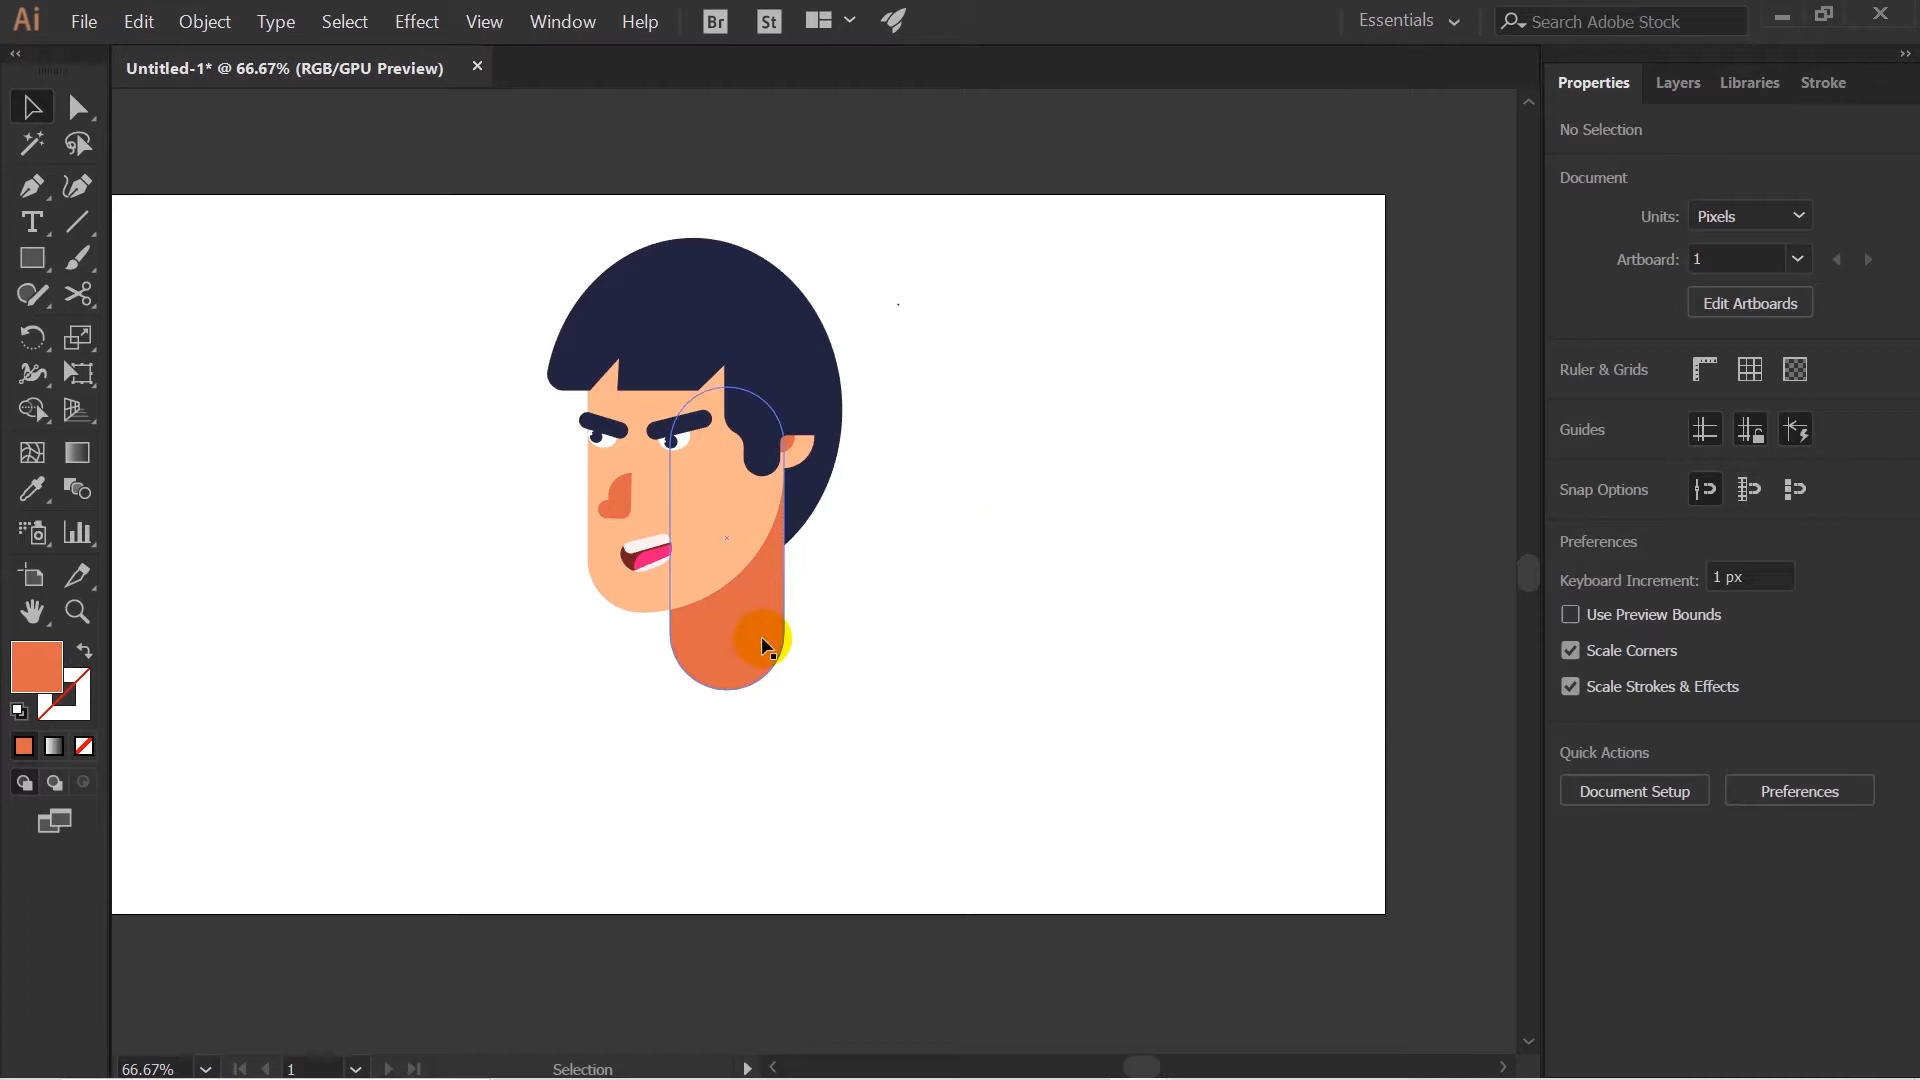 Ai File Edit Object Type Select Effect View Window Help Br St Essentials Search Adobe Stock
Untitled-1* @ 66.67% (RGB/GPU Preview)
Properties Layers Libraries Stroke
No Selection
Document
Units: Pixels
Artboard: 1
Edit Artboards
Ruler & Grids
Guides
Snap Options
Preferences
Keyboard Increment: 1 px
Use Preview Bounds
Scale Corners
Scale Strokes & Effects
Quick Actions
Document Setup Preferences
66.67% 1 Selection